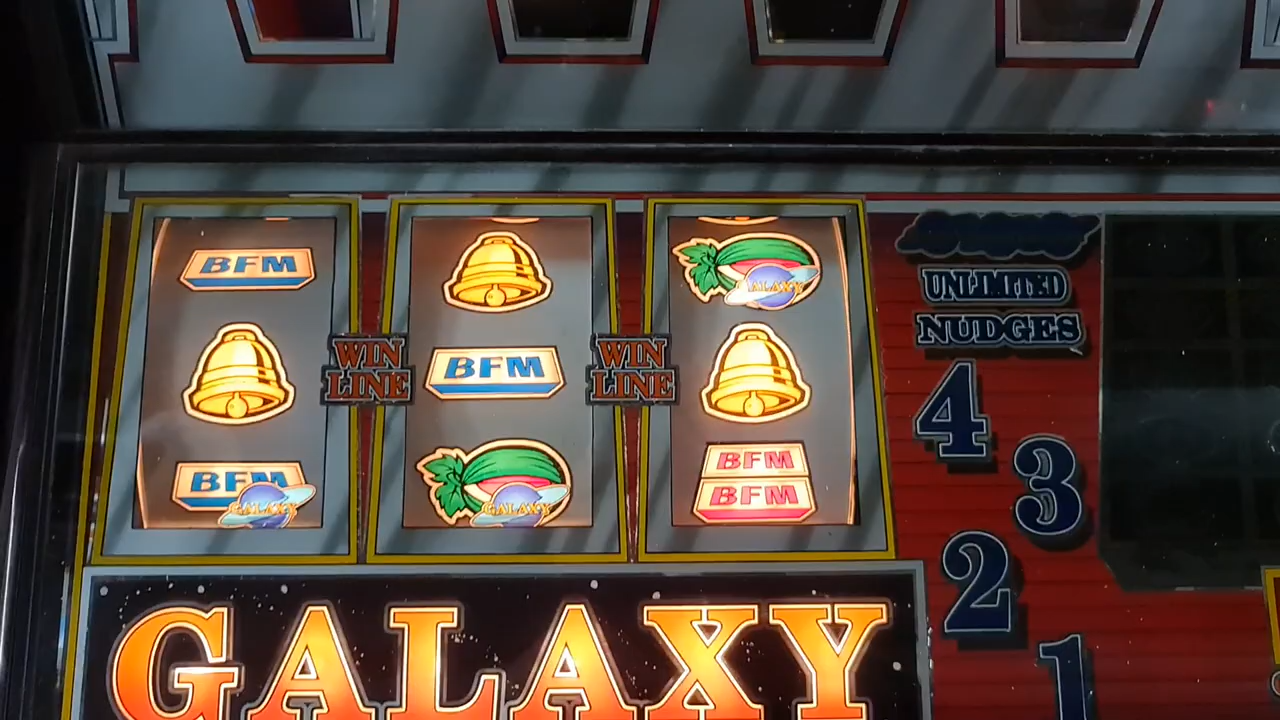 BFM
GALAXY
WIN
LINE
BFM
WIN
LINE
BFM
GALAXY
GALAXY
BFM
BFM
UNLIMITED
NUDGES
4
3
2
1
GALAXY